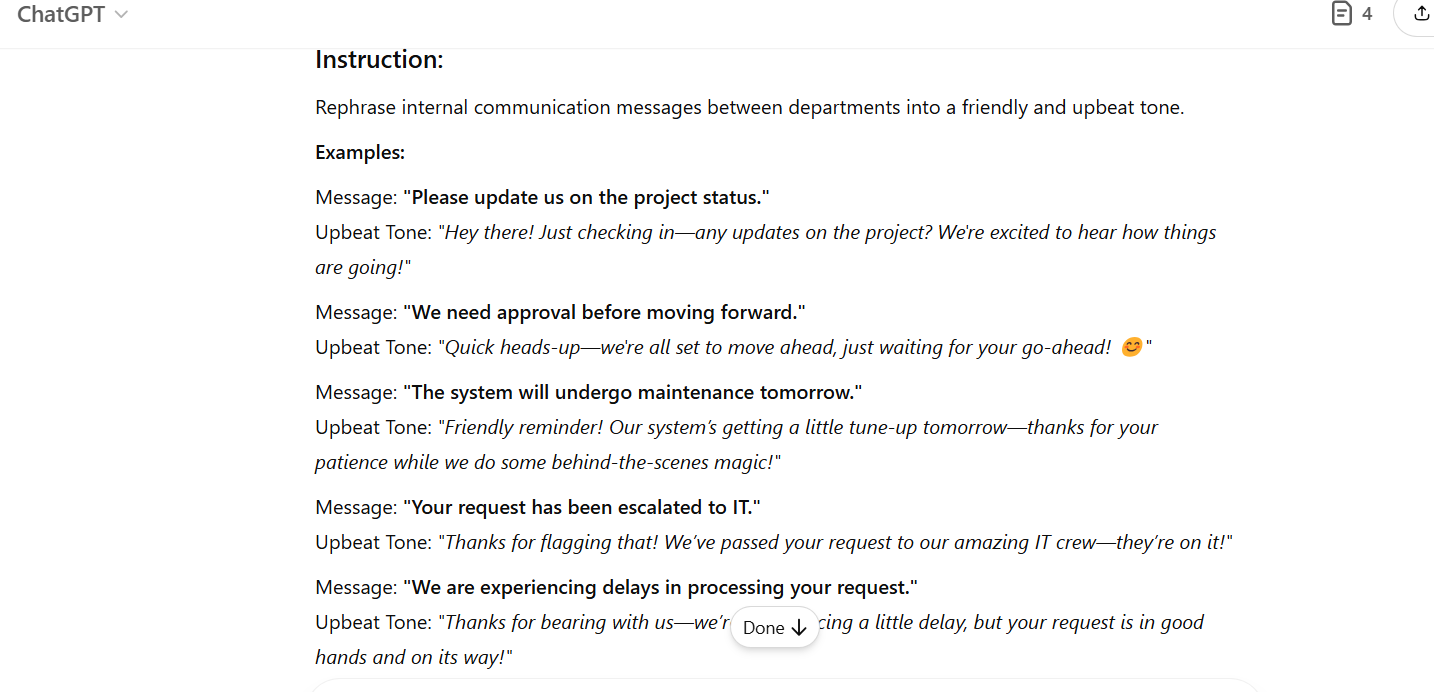 ChatGPT
4
Instruction:
Rephrase internal communication messages between departments into a friendly and upbeat tone.
Examples:
Message: "Please update us on the project status."
Upbeat Tone: "Hey there! Just checking in—any updates on the project? We're excited to hear how things
are going!"
Message: "We need approval before moving forward."
Upbeat Tone: "Quick heads-up—we're all set to move ahead, just waiting for your go-ahead! 😊"
Message: "The system will undergo maintenance tomorrow."
Upbeat Tone: "Friendly reminder! Our system’s getting a little tune-up tomorrow—thanks for your
patience while we do some behind-the-scenes magic!"
Message: "Your request has been escalated to IT."
Upbeat Tone: "Thanks for flagging that! We’ve passed your request to our amazing IT crew—they’re on it!"
Message: "We are experiencing delays in processing your request."
Upbeat Tone: "Thanks for bearing with us—we’r Done ↓ cing a little delay, but your request is in good
hands and on its way!"